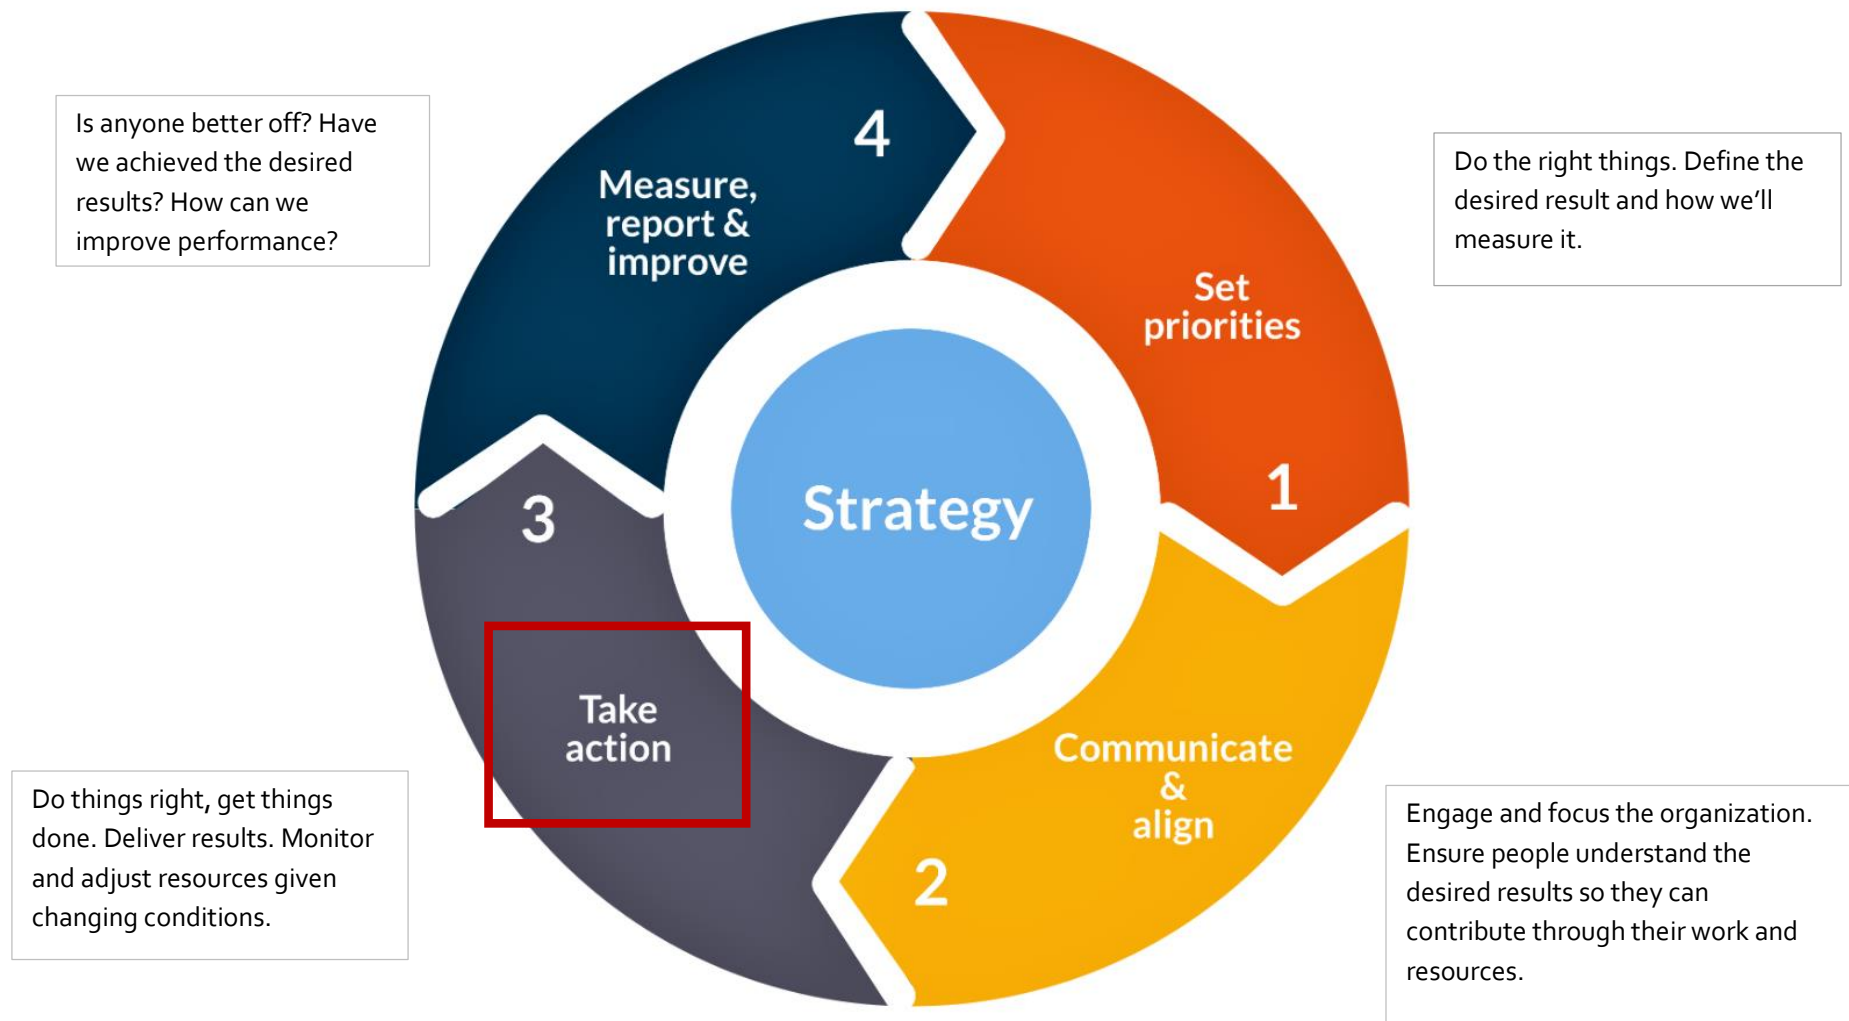 Is anyone better off? Have
we achieved the desired
results? How can we
improve performance?
4
Measure,
report &
improve
Do the right things. Define the
desired result and how we’ll
measure it.
Set
priorities
1
Strategy
3
Take
action
Do things right, get things
done. Deliver results. Monitor
and adjust resources given
changing conditions.
Communicate
&
align
2
Engage and focus the organization.
Ensure people understand the
desired results so they can
contribute through their work and
resources.